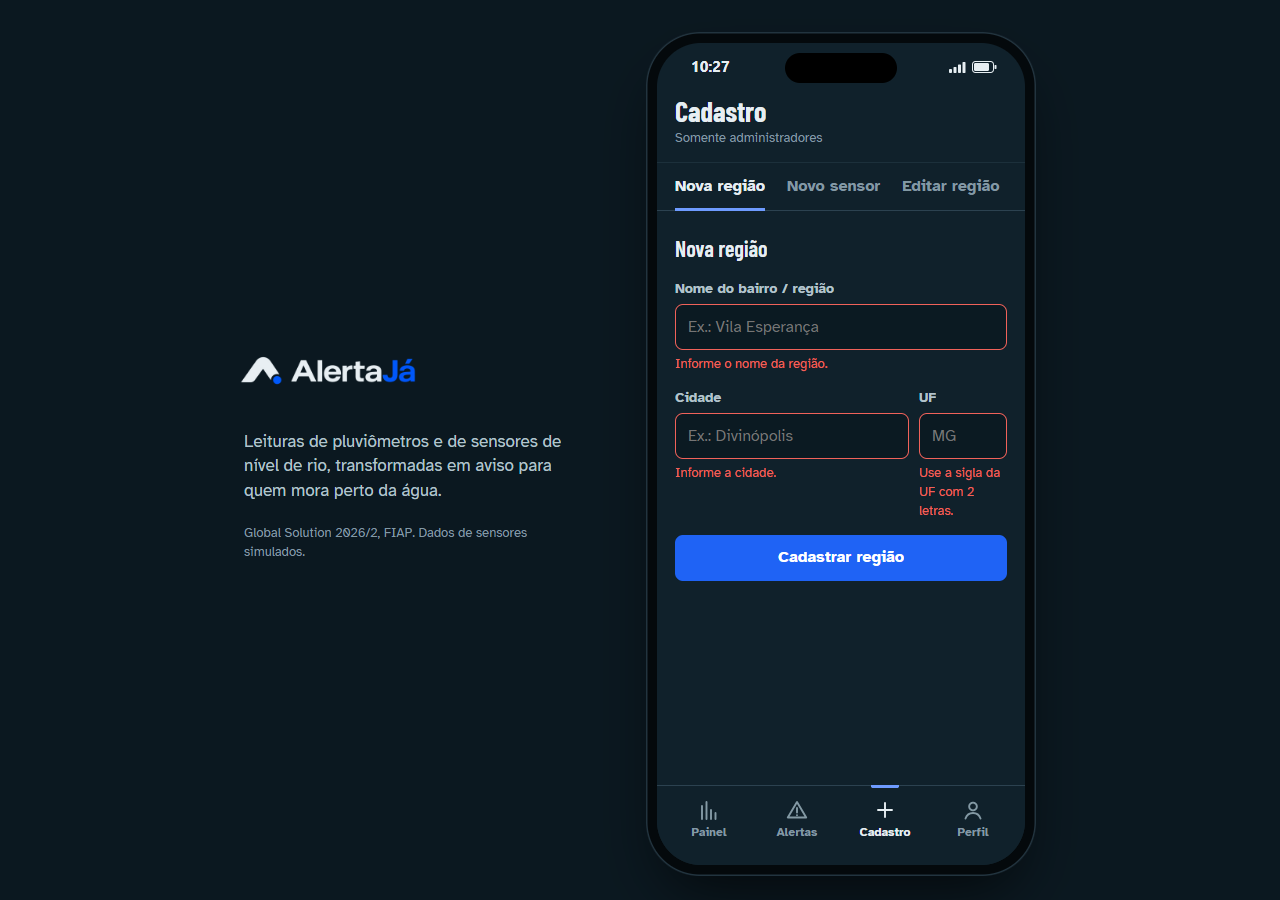 AlertaJá
Leituras de pluviômetros e de sensores de
nível de rio, transformadas em aviso para
quem mora perto da água.
Global Solution 2026/2, FIAP. Dados de sensores
simulados.
10:27
Cadastro
Somente administradores
Nova região Novo sensor Editar região
Nova região
Nome do bairro / região
Ex.: Vila Esperança
Informe o nome da região.
Cidade UF
Ex.: Divinópolis MG
Informe a cidade. Use a sigla da
UF com 2
letras.
Cadastrar região
Painel Alertas Cadastro Perfil